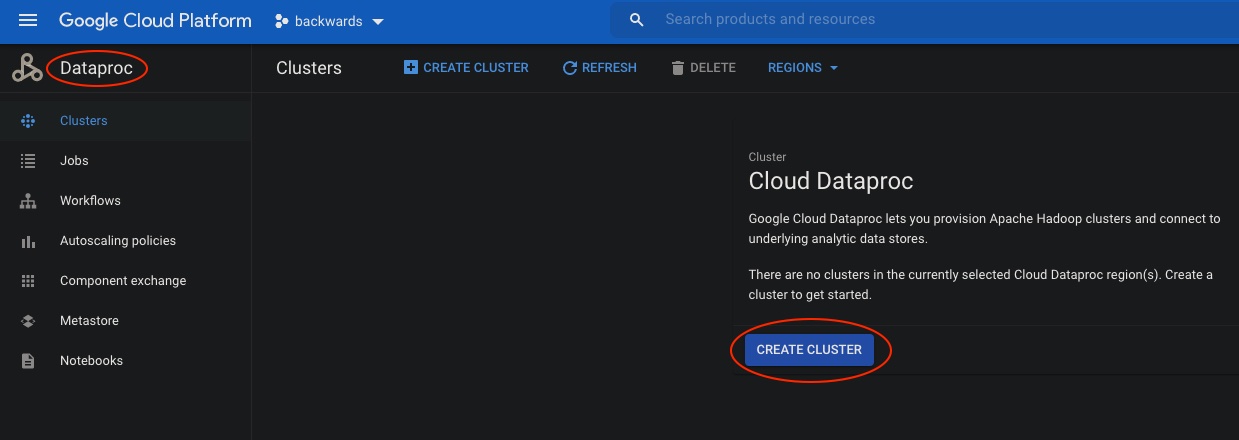 Google Cloud Platform backwards Search products and resources
Dataproc Clusters CREATE CLUSTER REFRESH DELETE REGIONS
Clusters
Jobs
Workflows
Autoscaling policies
Component exchange
Metastore
Notebooks
Cluster
Cloud Dataproc
Google Cloud Dataproc lets you provision Apache Hadoop clusters and connect to
underlying analytic data stores.
There are no clusters in the currently selected Cloud Dataproc region(s). Create a
cluster to get started.
CREATE CLUSTER